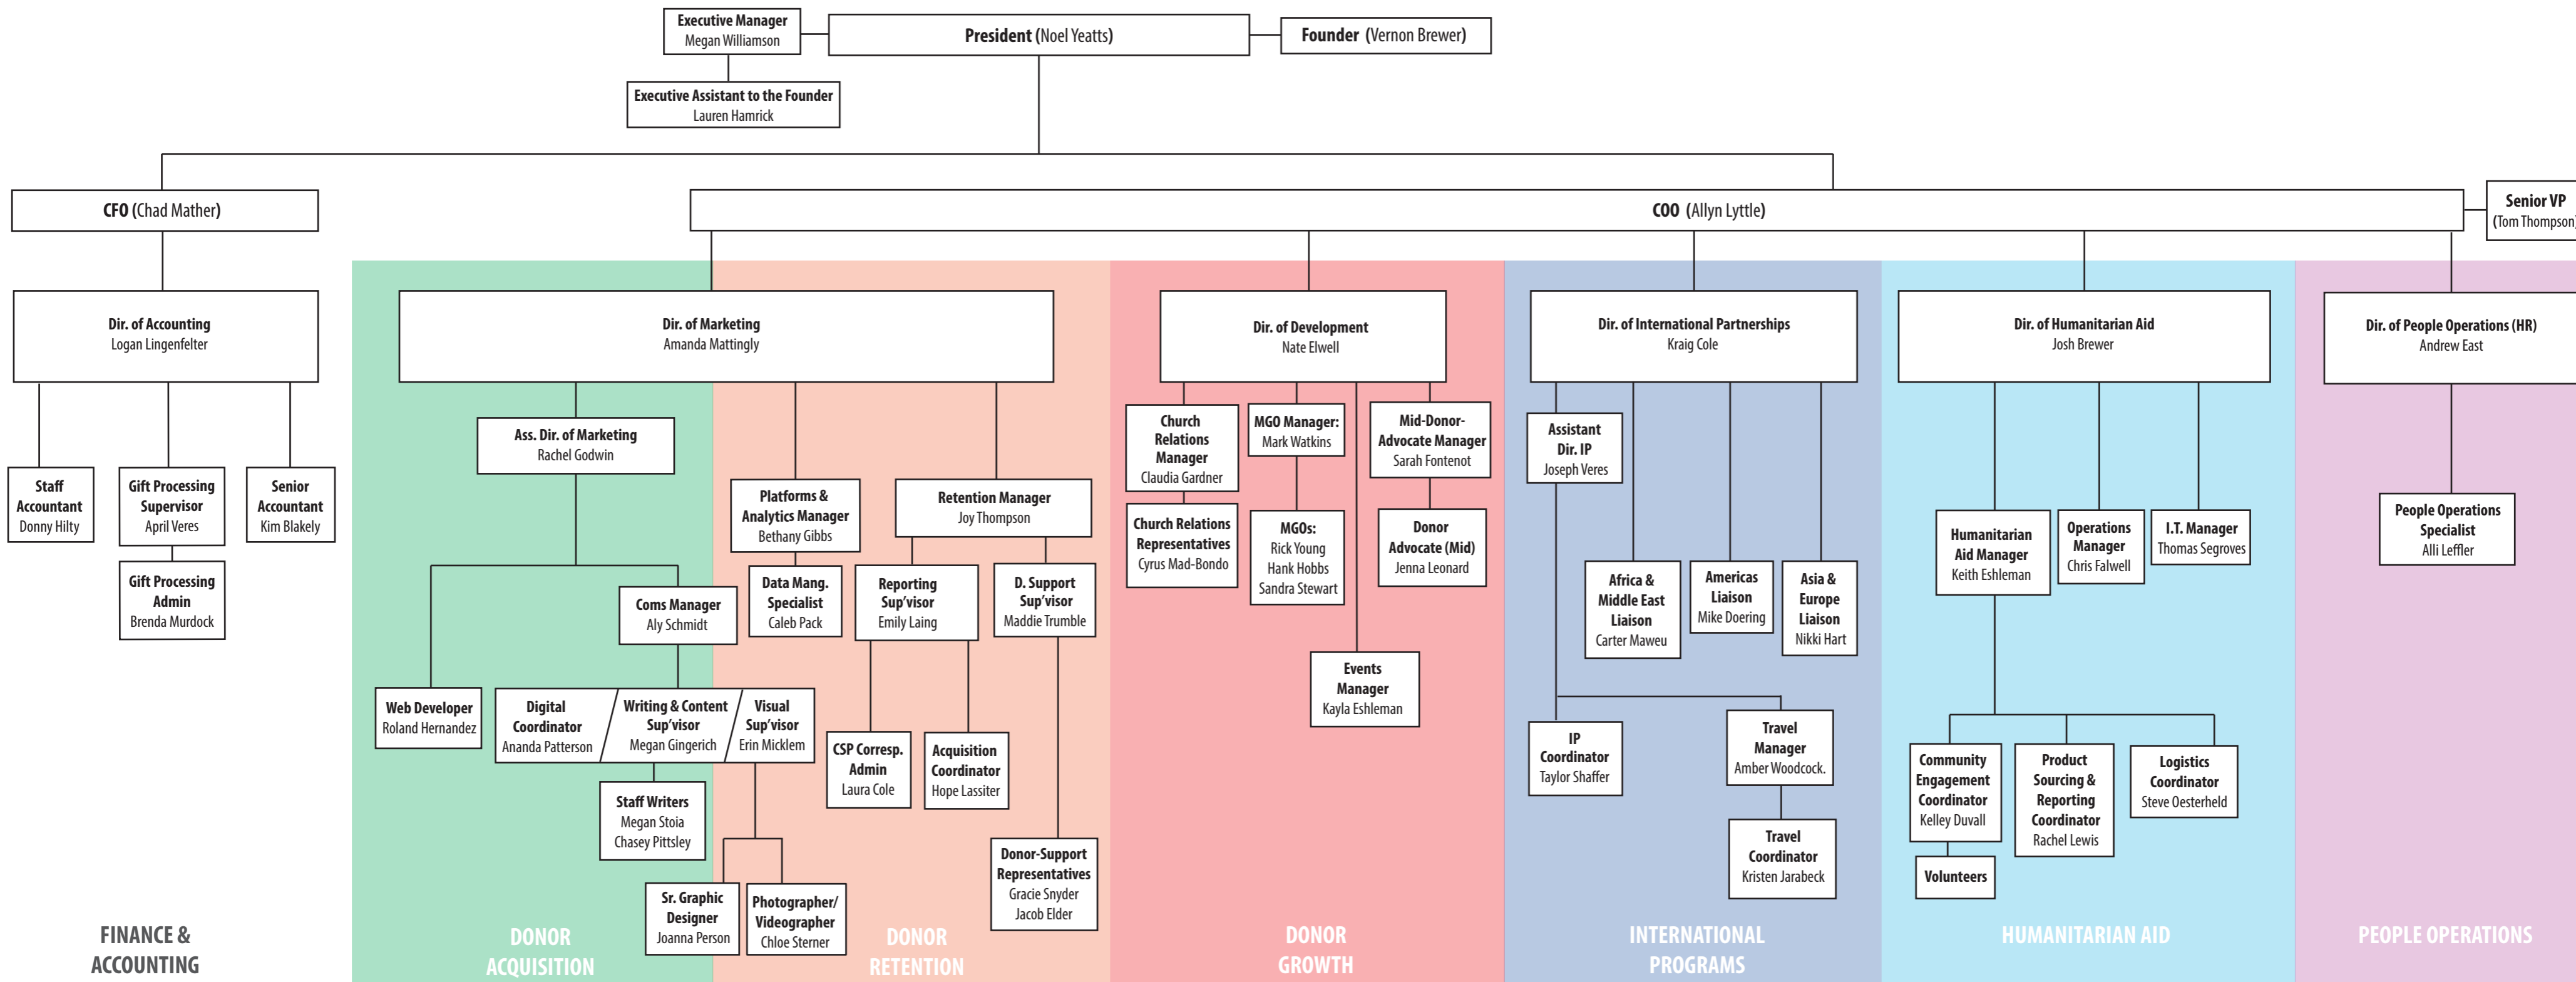 Executive Manager
Megan Williamson
President (Noel Yeatts)
Founder (Vernon Brewer)
Executive Assistant to the Founder
Lauren Hamrick
CFO (Chad Mather)
COO (Allyn Lyttle)
Senior VP
(Tom Thompson)
Dir. of Accounting
Logan Lingenfelter
Dir. of Marketing
Amanda Mattingly
Dir. of Development
Nate Elwell
Dir. of International Partnerships
Kraig Cole
Dir. of Humanitarian Aid
Josh Brewer
Dir. of People Operations (HR)
Andrew East
Staff
Accountant
Donny Hilty
Gift Processing
Supervisor
April Veres
Senior
Accountant
Kim Blakely
Gift Processing
Admin
Brenda Murdock
Ass. Dir. of Marketing
Rachel Godwin
Platforms &
Analytics Manager
Bethany Gibbs
Retention Manager
Joy Thompson
Coms Manager
Aly Schmidt
Data Mang.
Specialist
Caleb Pack
Reporting
Sup'visor
Emily Laing
D. Support
Sup'visor
Maddie Trumble
Web Developer
Roland Hernandez
Digital
Coordinator
Ananda Patterson
Writing & Content
Sup'visor
Megan Gingerich
Visual
Sup'visor
Erin Micklem
CSP Corresp.
Admin
Laura Cole
Acquisition
Coordinator
Hope Lassiter
Staff Writers
Megan Stoia
Chasey Pittsley
Sr. Graphic
Designer
Joanna Person
Photographer/
Videographer
Chloe Sterner
Donor-Support
Representatives
Gracie Snyder
Jacob Elder
Church
Relations
Manager
Claudia Gardner
MGO Manager:
Mark Watkins
Mid-Donor-
Advocate Manager
Sarah Fontenot
Church Relations
Representatives
Cyrus Mad-Bondo
MGOs:
Rick Young
Hank Hobbs
Sandra Stewart
Donor
Advocate (Mid)
Jenna Leonard
Events
Manager
Kayla Eshleman
Assistant
Dir. IP
Joseph Veres
Africa &
Middle East
Liaison
Carter Maweu
Americas
Liaison
Mike Doering
Asia &
Europe
Liaison
Nikki Hart
IP
Coordinator
Taylor Shaffer
Travel
Manager
Amber Woodcock.
Travel
Coordinator
Kristen Jarabeck
Humanitarian
Aid Manager
Keith Eshleman
Operations
Manager
Chris Falwell
I.T. Manager
Thomas Segroves
Community
Engagement
Coordinator
Kelley Duvall
Product
Sourcing &
Reporting
Coordinator
Rachel Lewis
Logistics
Coordinator
Steve Oesterheld
Volunteers
People Operations
Specialist
Alli Leffler
FINANCE &
ACCOUNTING
DONOR
ACQUISITION
DONOR
RETENTION
DONOR
GROWTH
INTERNATIONAL
PROGRAMS
HUMANITARIAN AID
PEOPLE OPERATIONS